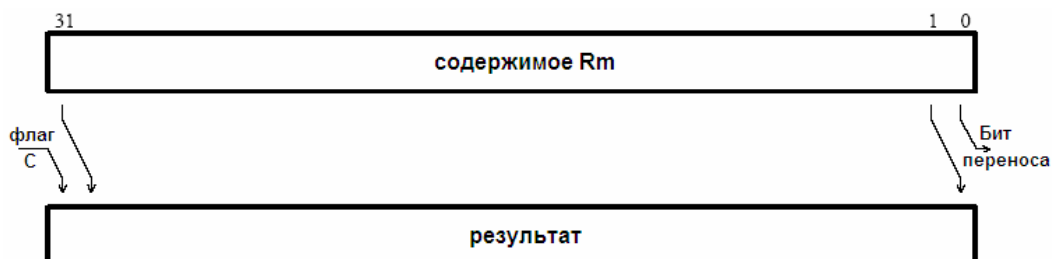 31 1 0
содержимое Rm
флаг
C
Бит
переноса
результат